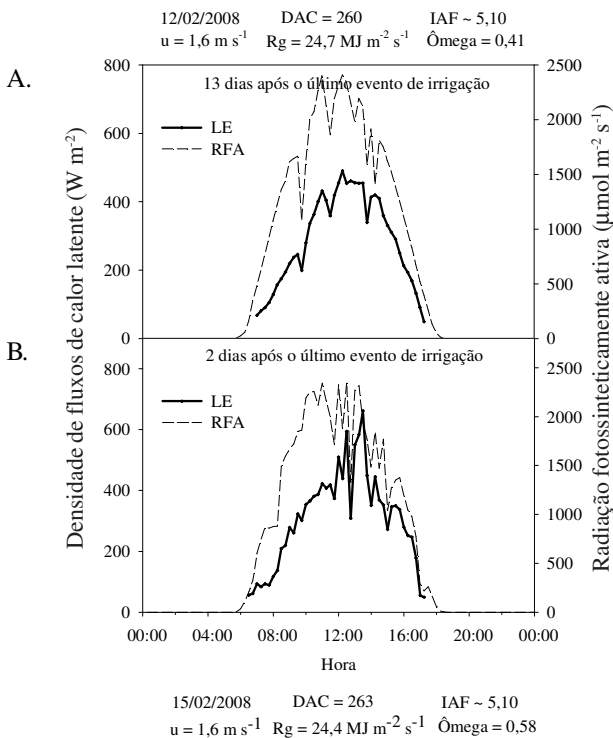 12/02/2008 DAC = 260 IAF ~ 5,10
u = 1,6 m s-1 Rg = 24,7 MJ m-2 s-1 Ômega = 0,41
A.
13 dias após o último evento de irrigação
LE
RFA
800
600
400
200
0
2500
2000
1500
1000
500
0
B.
2 dias após o último evento de irrigação
LE
RFA
800
600
400
200
0
2500
2000
1500
1000
500
0
Densidade de fluxos de calor latente (W m-2)
Radiação fotossinteticamente ativa (µmol m-2 s-1)
00:00 04:00 08:00 12:00 16:00 20:00 00:00
Hora
15/02/2008 DAC = 263 IAF ~ 5,10
u = 1,6 m s-1 Rg = 24,4 MJ m-2 s-1 Ômega = 0,58